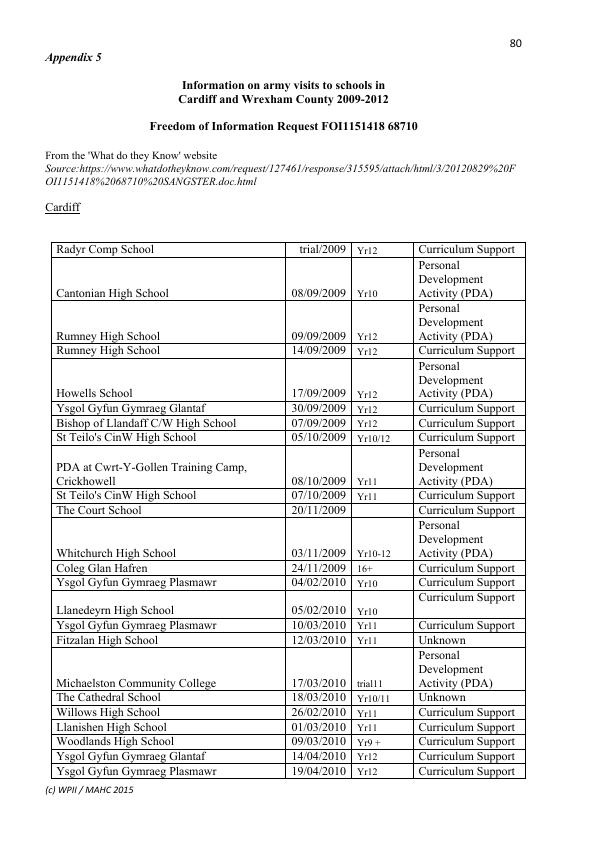 80
Appendix 5
Information on army visits to schools in
Cardiff and Wrexham County 2009-2012
Freedom of Information Request FOI1151418 68710
From the 'What do they Know' website
Source:https://www.whatdotheyknow.com/request/127461/response/315595/attach/html/3/20120829%20F
OI1151418%2068710%20SANGSTER.doc.html
Cardiff
Radyr Comp School trial/2009 Yr12 Curriculum Support
Personal
Development
Cantonian High School 08/09/2009 Yr10 Activity (PDA)
Personal
Development
Rumney High School 09/09/2009 Yr12 Activity (PDA)
Rumney High School 14/09/2009 Yr12 Curriculum Support
Personal
Development
Howells School 17/09/2009 Yr12 Activity (PDA)
Ysgol Gyfun Gymraeg Glantaf 30/09/2009 Yr12 Curriculum Support
Bishop of Llandaff C/W High School 07/09/2009 Yr12 Curriculum Support
St Teilo's CinW High School 05/10/2009 Yr10/12 Curriculum Support
Personal
PDA at Cwrt-Y-Gollen Training Camp, Development
Crickhowell 08/10/2009 Yr11 Activity (PDA)
St Teilo's CinW High School 07/10/2009 Yr11 Curriculum Support
The Court School 20/11/2009 Curriculum Support
Personal
Development
Whitchurch High School 03/11/2009 Yr10-12 Activity (PDA)
Coleg Glan Hafren 24/11/2009 16+ Curriculum Support
Ysgol Gyfun Gymraeg Plasmawr 04/02/2010 Yr10 Curriculum Support
Curriculum Support
Llanedeyrn High School 05/02/2010 Yr10
Ysgol Gyfun Gymraeg Plasmawr 10/03/2010 Yr11 Curriculum Support
Fitzalan High School 12/03/2010 Yr11 Unknown
Personal
Development
Michaelston Community College 17/03/2010 trial11 Activity (PDA)
The Cathedral School 18/03/2010 Yr10/11 Unknown
Willows High School 26/02/2010 Yr11 Curriculum Support
Llanishen High School 01/03/2010 Yr11 Curriculum Support
Woodlands High School 09/03/2010 Yr9 + Curriculum Support
Ysgol Gyfun Gymraeg Glantaf 14/04/2010 Yr12 Curriculum Support
Ysgol Gyfun Gymraeg Plasmawr 19/04/2010 Yr12 Curriculum Support
(c) WPII / MAHC 2015